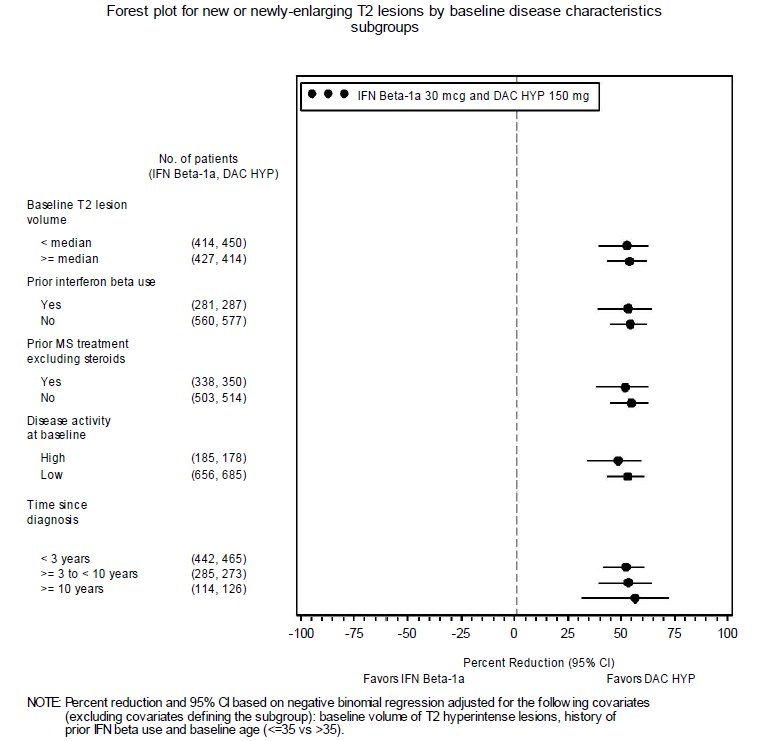 Forest plot for new or newly-enlarging T2 lesions by baseline disease characteristics
subgroups
IFN Beta-1a 30 mcg and DAC HYP 150 mg
No. of patients
(IFN Beta-1a, DAC HYP)
Baseline T2 lesion
volume
< median (414, 450)
>= median (427, 414)
Prior interferon beta use
Yes (281, 287)
No (560, 577)
Prior MS treatment
excluding steroids
Yes (338, 350)
No (503, 514)
Disease activity
at baseline
High (185, 178)
Low (656, 685)
Time since
diagnosis
< 3 years (442, 465)
>= 3 to < 10 years (285, 273)
>= 10 years (114, 126)
-100 -75 -50 -25 0 25 50 75 100
Percent Reduction (95% CI)
Favors IFN Beta-1a Favors DAC HYP
NOTE: Percent reduction and 95% CI based on negative binomial regression adjusted for the following covariates
(excluding covariates defining the subgroup): baseline volume of T2 hyperintense lesions, history of
prior IFN beta use and baseline age (<=35 vs >35).